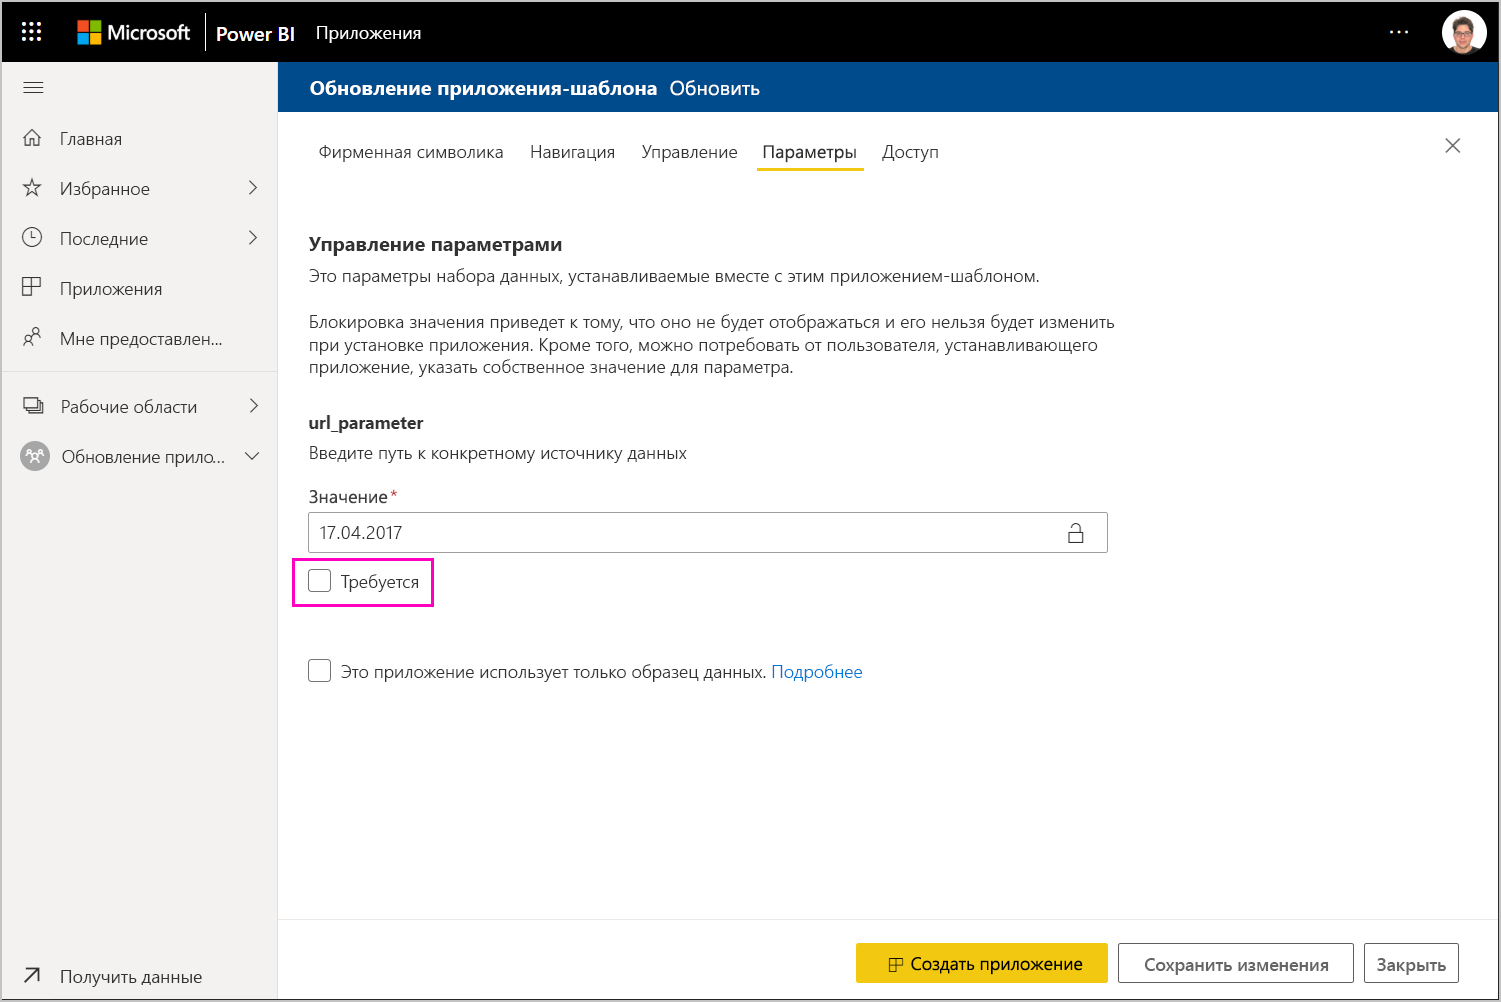 Microsoft Power BI Приложения
Обновление приложения-шаблона Обновить
Главная
Избранное
Последние
Приложения
Мне предоставлен...
Рабочие области
Обновление прило...
Получить данные
Фирменная символика Навигация Управление Параметры Доступ
Управление параметрами
Это параметры набора данных, устанавливаемые вместе с этим приложением-шаблоном.
Блокировка значения приведет к тому, что оно не будет отображаться и его нельзя будет изменить
при установке приложения. Кроме того, можно потребовать от пользователя, устанавливающего
приложение, указать собственное значение для параметра.
url_parameter
Введите путь к конкретному источнику данных
Значение*
17.04.2017
Требуется
Это приложение использует только образец данных. Подробнее
Создать приложение Сохранить изменения Закрыть